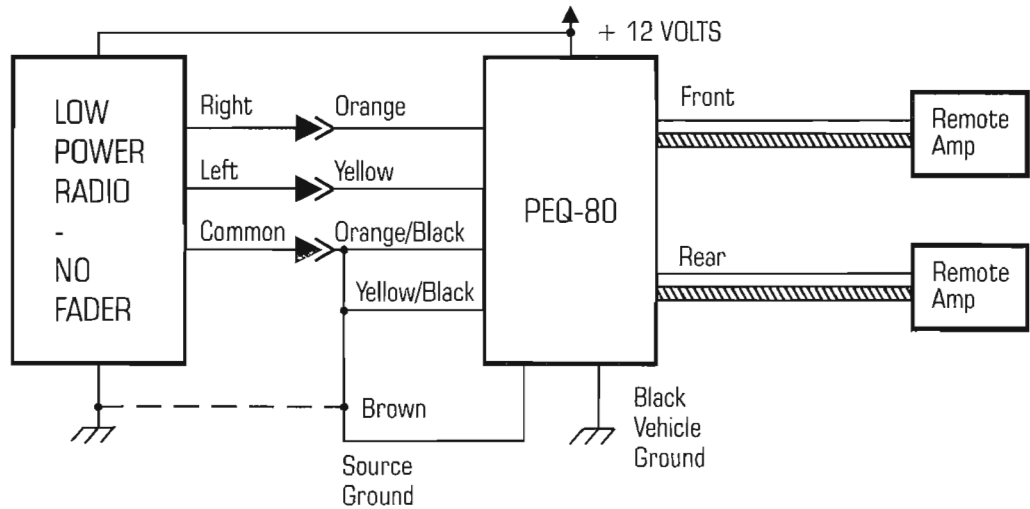 + 12 VOLTS
LOW
POWER
RADIO
-
NO
FADER
Right
Orange
Left
Yellow
Common
Orange/Black
Yellow/Black
Brown
Source
Ground
PEQ-80
Black
Vehicle
Ground
Front
Remote
Amp
Rear
Remote
Amp